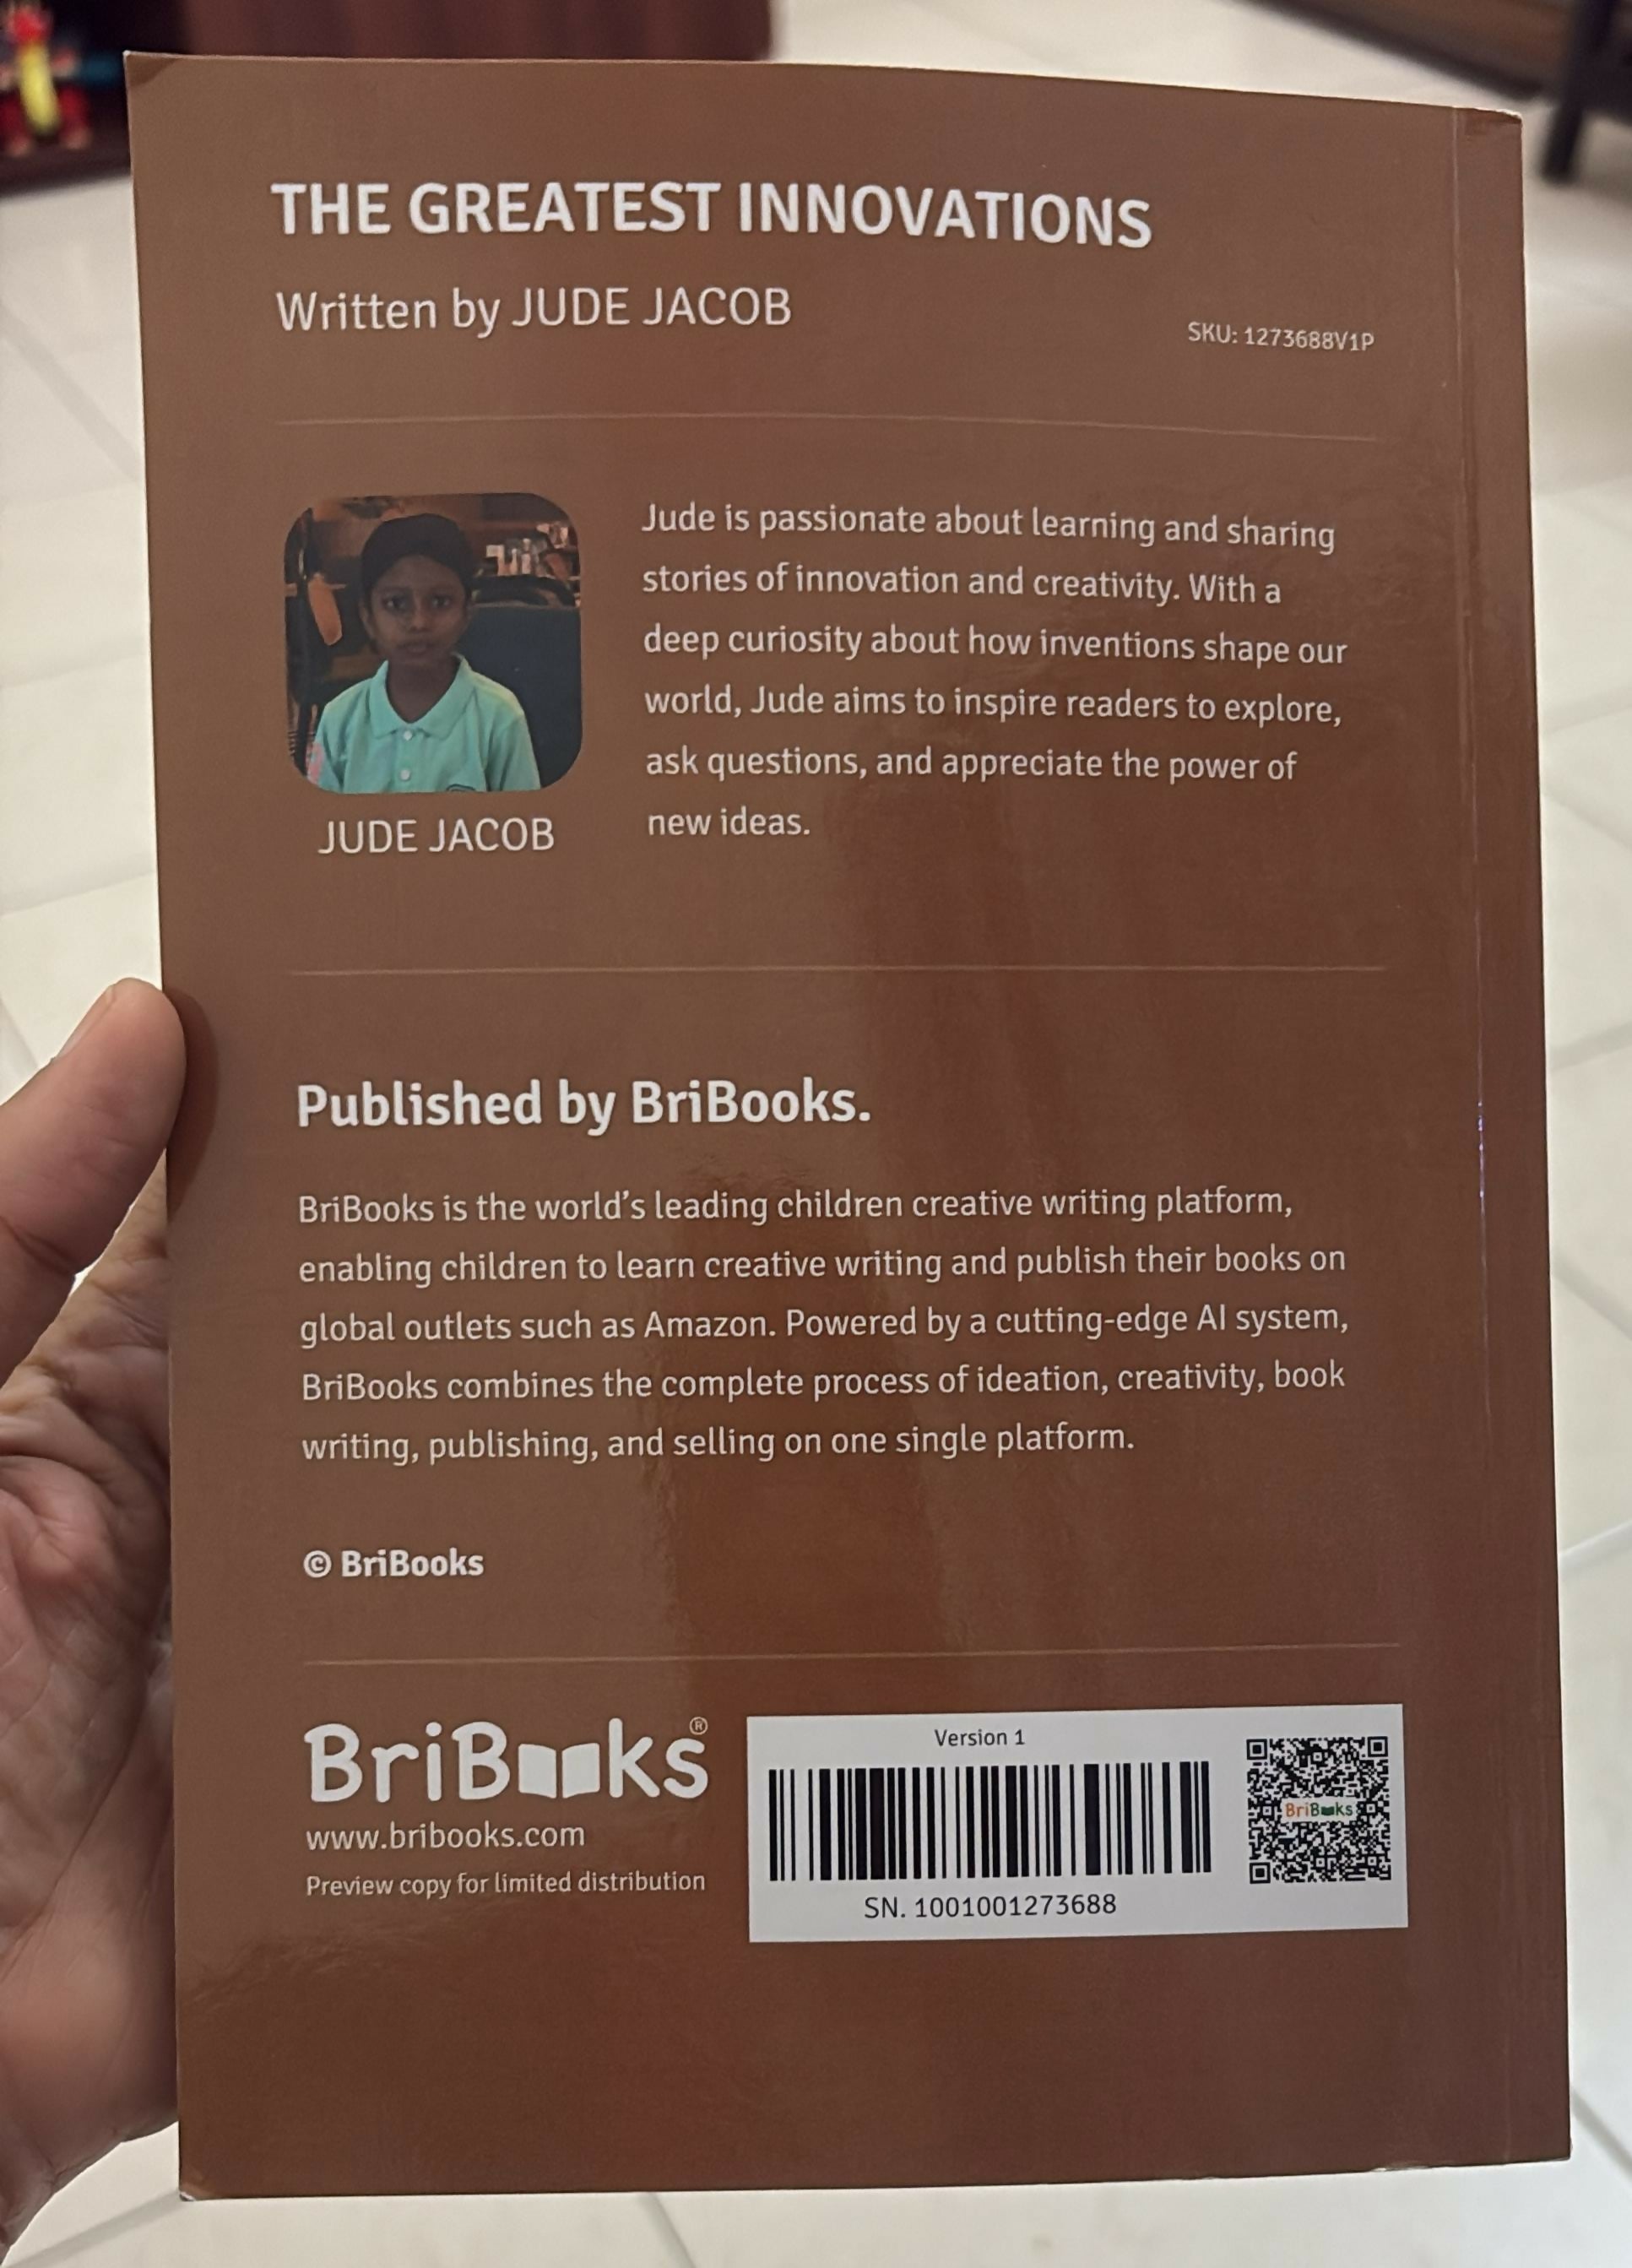 THE GREATEST INNOVATIONS
Written by JUDE JACOB
SKU: 1273688V1P
Jude is passionate about learning and sharing
stories of innovation and creativity. With a
deep curiosity about how inventions shape our
world, Jude aims to inspire readers to explore,
ask questions, and appreciate the power of
new ideas.
JUDE JACOB
Published by BriBooks.
BriBooks is the world's leading children creative writing platform,
enabling children to learn creative writing and publish their books on
global outlets such as Amazon. Powered by a cutting-edge AI system,
BriBooks combines the complete process of ideation, creativity, book
writing, publishing, and selling on one single platform.
© BriBooks
BriBooks®
www.bribooks.com
Preview copy for limited distribution
Version 1
SN. 1001001273688
BriBooks